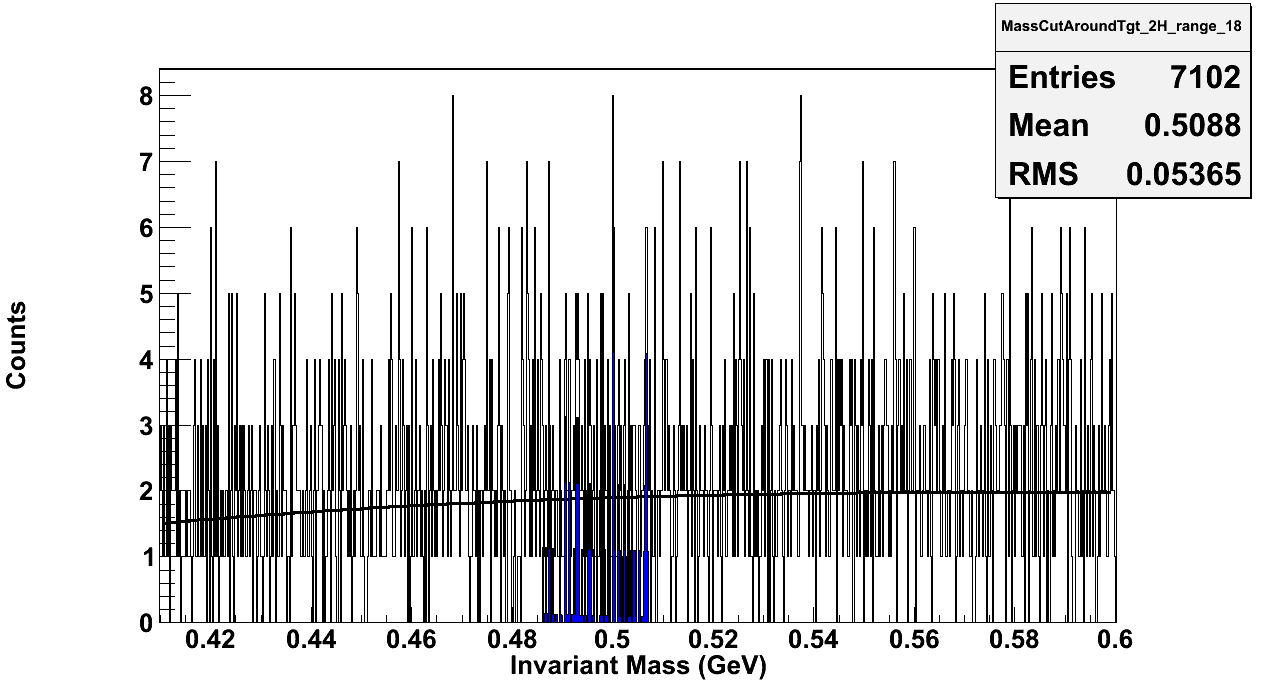 MassCutAroundTgt_2H_range_18
Entries 7102
Mean 0.5088
RMS 0.05365
Counts
8
7
6
5
4
3
2
1
0
0.42 0.44 0.46 0.48 0.5 0.52 0.54 0.56 0.58 0.6
Invariant Mass (GeV)